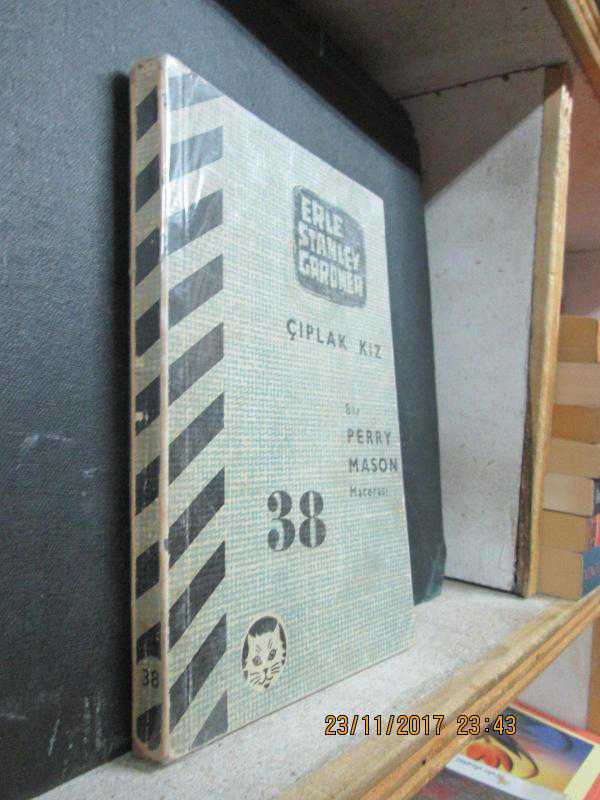 ERLE
STANLEY
GARDNER
ÇIPLAK KIZ
Bir
PERRY
MASON
Macerası
38
38
23/11/2017 23:43